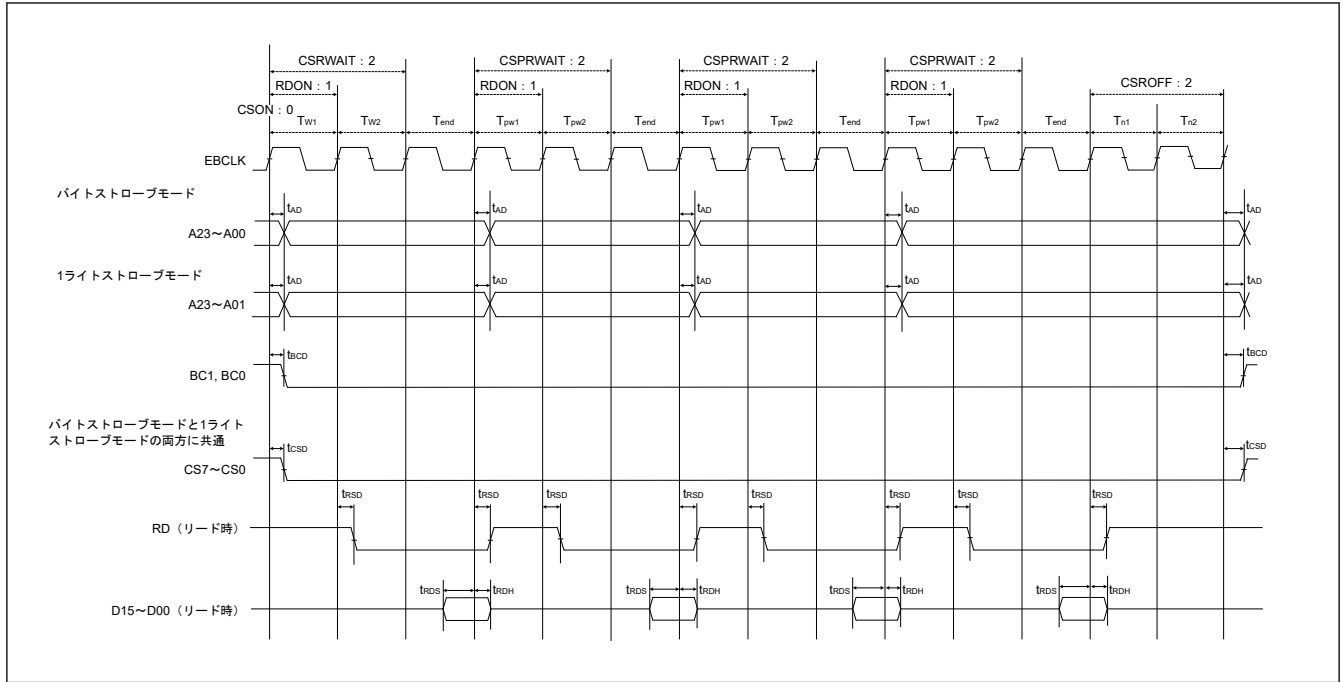 CSRWAIT：2 CSPRWAIT：2 CSPRWAIT：2 CSPRWAIT：2
RDON：1 RDON：1 RDON：1 RDON：1 CSROFF：2
CSON：0
TW1 TW2 Tend Tpw1 Tpw2 Tend Tpw1 Tpw2 Tend Tpw1 Tpw2 Tend Tn1 Tn2
EBCLK
バイトストローブモード
tAD tAD tAD tAD tAD
A23～A00
1ライトストローブモード
tAD tAD tAD tAD tAD
A23～A01
tBCD tBCD
BC1, BC0
バイトストローブモードと1ライト
ストローブモードの両方に共通
tCSD tCSD
CS7～CS0
tRSD tRSD tRSD tRSD tRSD tRSD tRSD tRSD
RD（リード時）
tRDS tRDH tRDS tRDH tRDS tRDH tRDS tRDH
D15～D00（リード時）